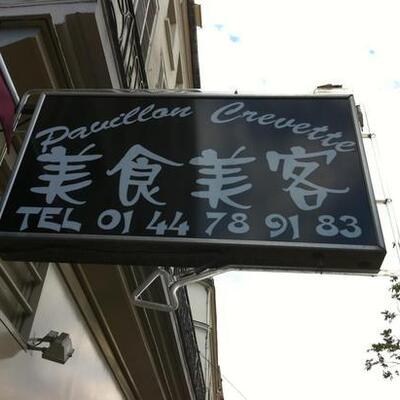 Pavillon Crevette
美食美客
TEL 01 44 78 91 83